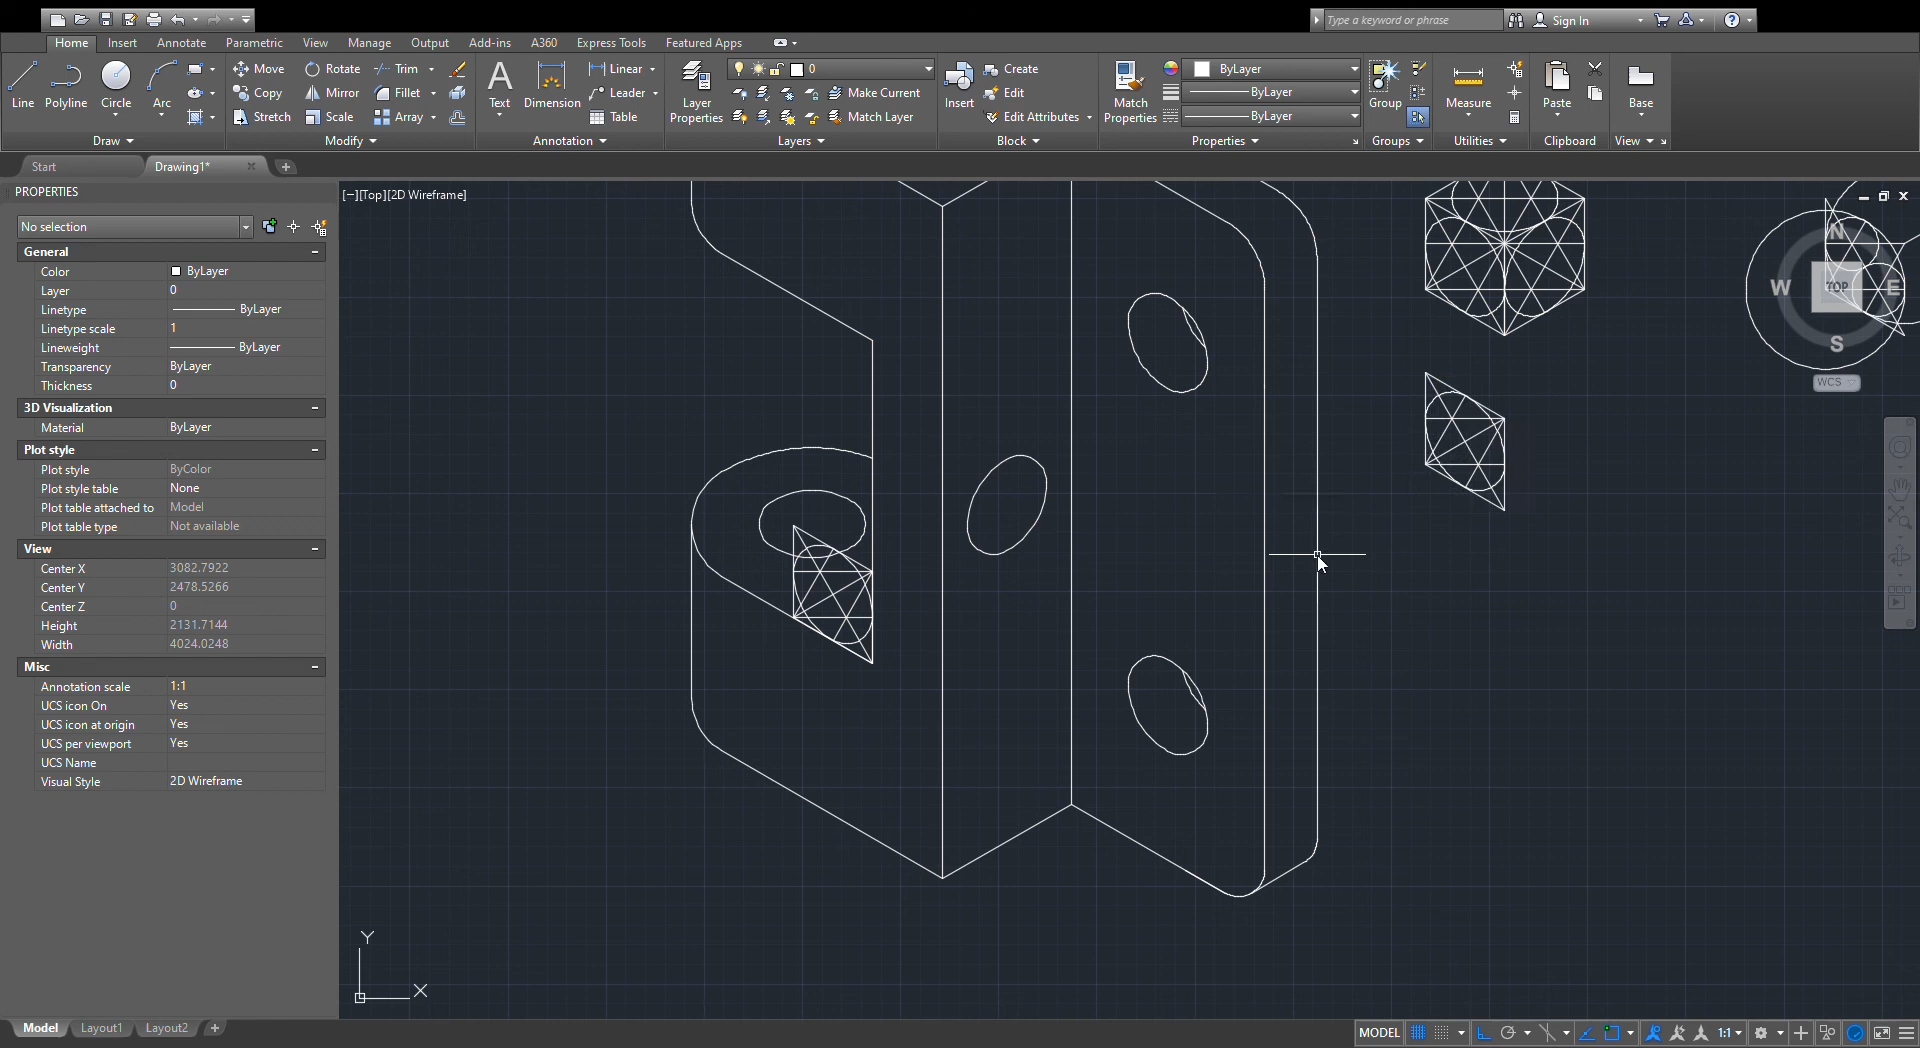 Type a keyword or phrase
Sign In
Home Insert Annotate Parametric View Manage Output Add-ins A360 Express Tools Featured Apps
Line Polyline Circle Arc
Draw
Move Rotate Trim
Copy Mirror Fillet
Stretch Scale Array
Modify
Text Dimension
Linear
Leader
Table
Annotation
Layer Properties
0
Make Current
Match Layer
Layers
Insert
Create
Edit
Edit Attributes
Block
Match Properties
ByLayer
ByLayer
ByLayer
Properties
Group
Groups
Measure
Utilities
Paste
Clipboard
Base
View
Start Drawing1*
PROPERTIES
No selection
General
Color ByLayer
Layer 0
Linetype ByLayer
Linetype scale 1
Lineweight ByLayer
Transparency ByLayer
Thickness 0
3D Visualization
Material ByLayer
Plot style
Plot style ByColor
Plot style table None
Plot table attached to Model
Plot table type Not available
View
Center X 3082.7922
Center Y 2478.5266
Center Z 0
Height 2131.7144
Width 4024.0248
Misc
Annotation scale 1:1
UCS icon On Yes
UCS icon at origin Yes
UCS per viewport Yes
UCS Name
Visual Style 2D Wireframe
[−][Top][2D Wireframe]
N
W TOP E
S
WCS
Y
X
Model Layout1 Layout2
MODEL 1:1